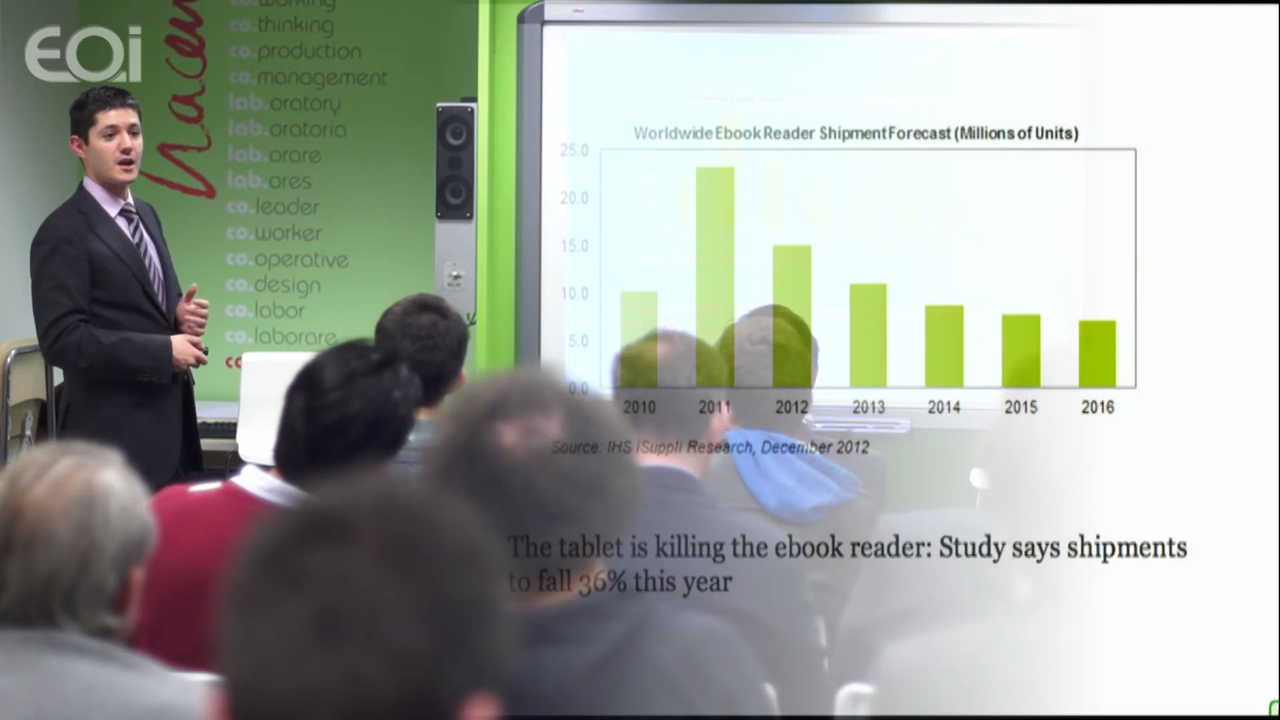 EOi
hacem
co.working
co.thinking
co.production
co.management
lab.oratory
lab.oratoria
lab.orare
lab.ores
co.leader
co.worker
co.operative
co.design
co.labor
co.laborare
co
Worldwide Ebook Reader Shipment Forecast (Millions of Units)
25.0
20.0
15.0
10.0
5.0
0.0
2010 2011 2012 2013 2014 2015 2016
Source: IHS iSuppli Research, December 2012
The tablet is killing the ebook reader: Study says shipments
to fall 36% this year